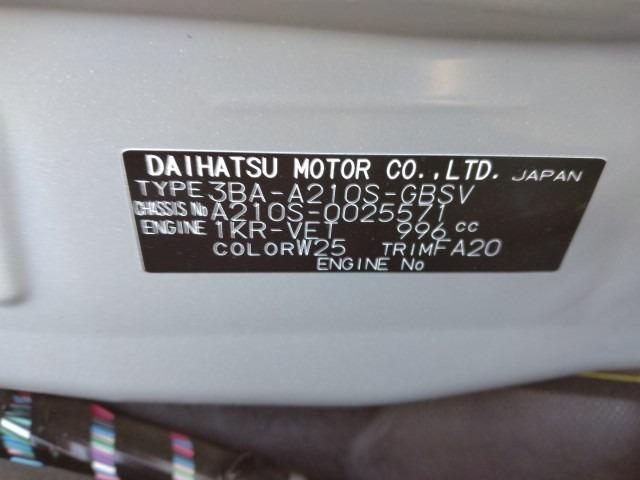 DAIHATSU MOTOR CO.,LTD. JAPAN
TYPE 3BA-A210S-GBSV
CHASSIS No A210S-0025571
ENGINE 1KR-VET 996 cc
COLOR W25 TRIM FA20
ENGINE No